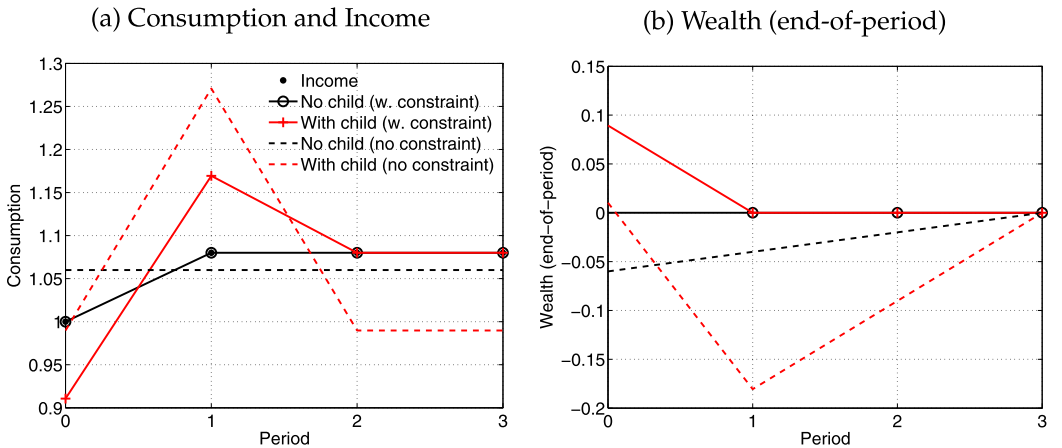 (a) Consumption and Income
(b) Wealth (end-of-period)
1.3
1.25
1.2
1.15
1.1
1.05
1
0.95
0.9
Consumption
Income
No child (w. constraint)
With child (w. constraint)
No child (no constraint)
With child (no constraint)
0 1 2 3
Period
0.15
0.1
0.05
0
−0.05
−0.1
−0.15
−0.2
Wealth (end−of−period)
0 1 2 3
Period